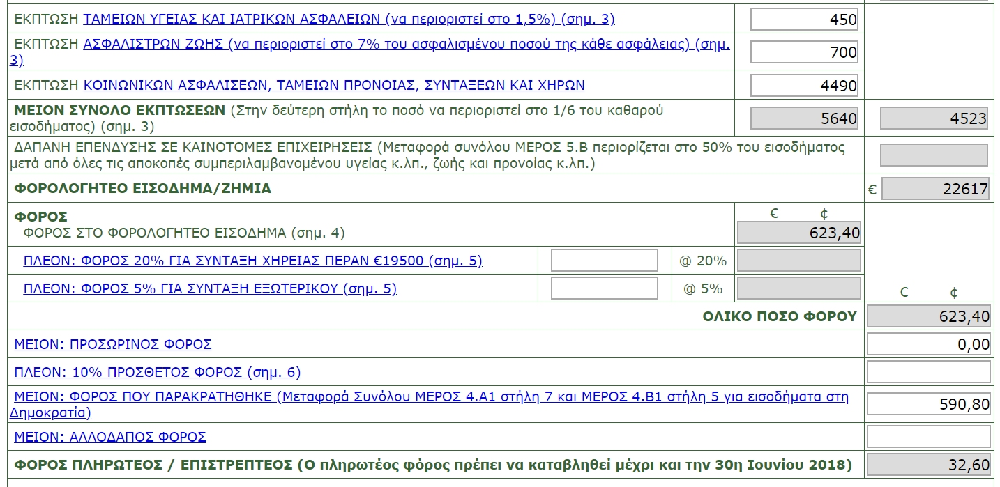 ΕΚΠΤΩΣΗ ΤΑΜΕΙΩΝ ΥΓΕΙΑΣ ΚΑΙ ΙΑΤΡΙΚΩΝ ΑΣΦΑΛΕΙΩΝ (να περιοριστεί στο 1,5%) (σημ. 3) 450
ΕΚΠΤΩΣΗ ΑΣΦΑΛΙΣΤΡΩΝ ΖΩΗΣ (να περιοριστεί στο 7% του ασφαλισμένου ποσού της κάθε ασφάλειας) (σημ.
3) 700
ΕΚΠΤΩΣΗ ΚΟΙΝΩΝΙΚΩΝ ΑΣΦΑΛΙΣΕΩΝ, ΤΑΜΕΙΩΝ ΠΡΟΝΟΙΑΣ, ΣΥΝΤΑΞΕΩΝ ΚΑΙ ΧΗΡΩΝ 4490
ΜΕΙΟΝ ΣΥΝΟΛΟ ΕΚΠΤΩΣΕΩΝ (Στην δεύτερη στήλη το ποσό να περιοριστεί στο 1/6 του καθαρού
εισοδήματος) (σημ. 3) 5640 4523
ΔΑΠΑΝΗ ΕΠΕΝΔΥΣΗΣ ΣΕ ΚΑΙΝΟΤΟΜΕΣ ΕΠΙΧΕΙΡΗΣΕΙΣ (Μεταφορά συνόλου ΜΕΡΟΣ 5.Β περιορίζεται στο 50% του εισοδήματος
μετά από όλες τις αποκοπές συμπεριλαμβανομένου υγείας κ.λπ., ζωής και προνοίας κ.λπ.)
ΦΟΡΟΛΟΓΗΤΕΟ ΕΙΣΟΔΗΜΑ/ΖΗΜΙΑ € 22617
ΦΟΡΟΣ € ¢
ΦΟΡΟΣ ΣΤΟ ΦΟΡΟΛΟΓΗΤΕΟ ΕΙΣΟΔΗΜΑ (σημ. 4) 623,40
ΠΛΕΟΝ: ΦΟΡΟΣ 20% ΓΙΑ ΣΥΝΤΑΞΗ ΧΗΡΕΙΑΣ ΠΕΡΑΝ €19500 (σημ. 5) @ 20%
ΠΛΕΟΝ: ΦΟΡΟΣ 5% ΓΙΑ ΣΥΝΤΑΞΗ ΕΞΩΤΕΡΙΚΟΥ (σημ. 5) @ 5% € ¢
ΟΛΙΚΟ ΠΟΣΟ ΦΟΡΟΥ 623,40
ΜΕΙΟΝ: ΠΡΟΣΩΡΙΝΟΣ ΦΟΡΟΣ 0,00
ΠΛΕΟΝ: 10% ΠΡΟΣΘΕΤΟΣ ΦΟΡΟΣ (σημ. 6)
ΜΕΙΟΝ: ΦΟΡΟΣ ΠΟΥ ΠΑΡΑΚΡΑΤΗΘΗΚΕ (Μεταφορά Συνόλου ΜΕΡΟΣ 4.Α1 στήλη 7 και ΜΕΡΟΣ 4.Β1 στήλη 5 για εισοδήματα στη
Δημοκρατία) 590,80
ΜΕΙΟΝ: ΑΛΛΟΔΑΠΟΣ ΦΟΡΟΣ
ΦΟΡΟΣ ΠΛΗΡΩΤΕΟΣ / ΕΠΙΣΤΡΕΠΤΕΟΣ (Ο πληρωτέος φόρος πρέπει να καταβληθεί μέχρι και την 30η Ιουνίου 2018) 32,60